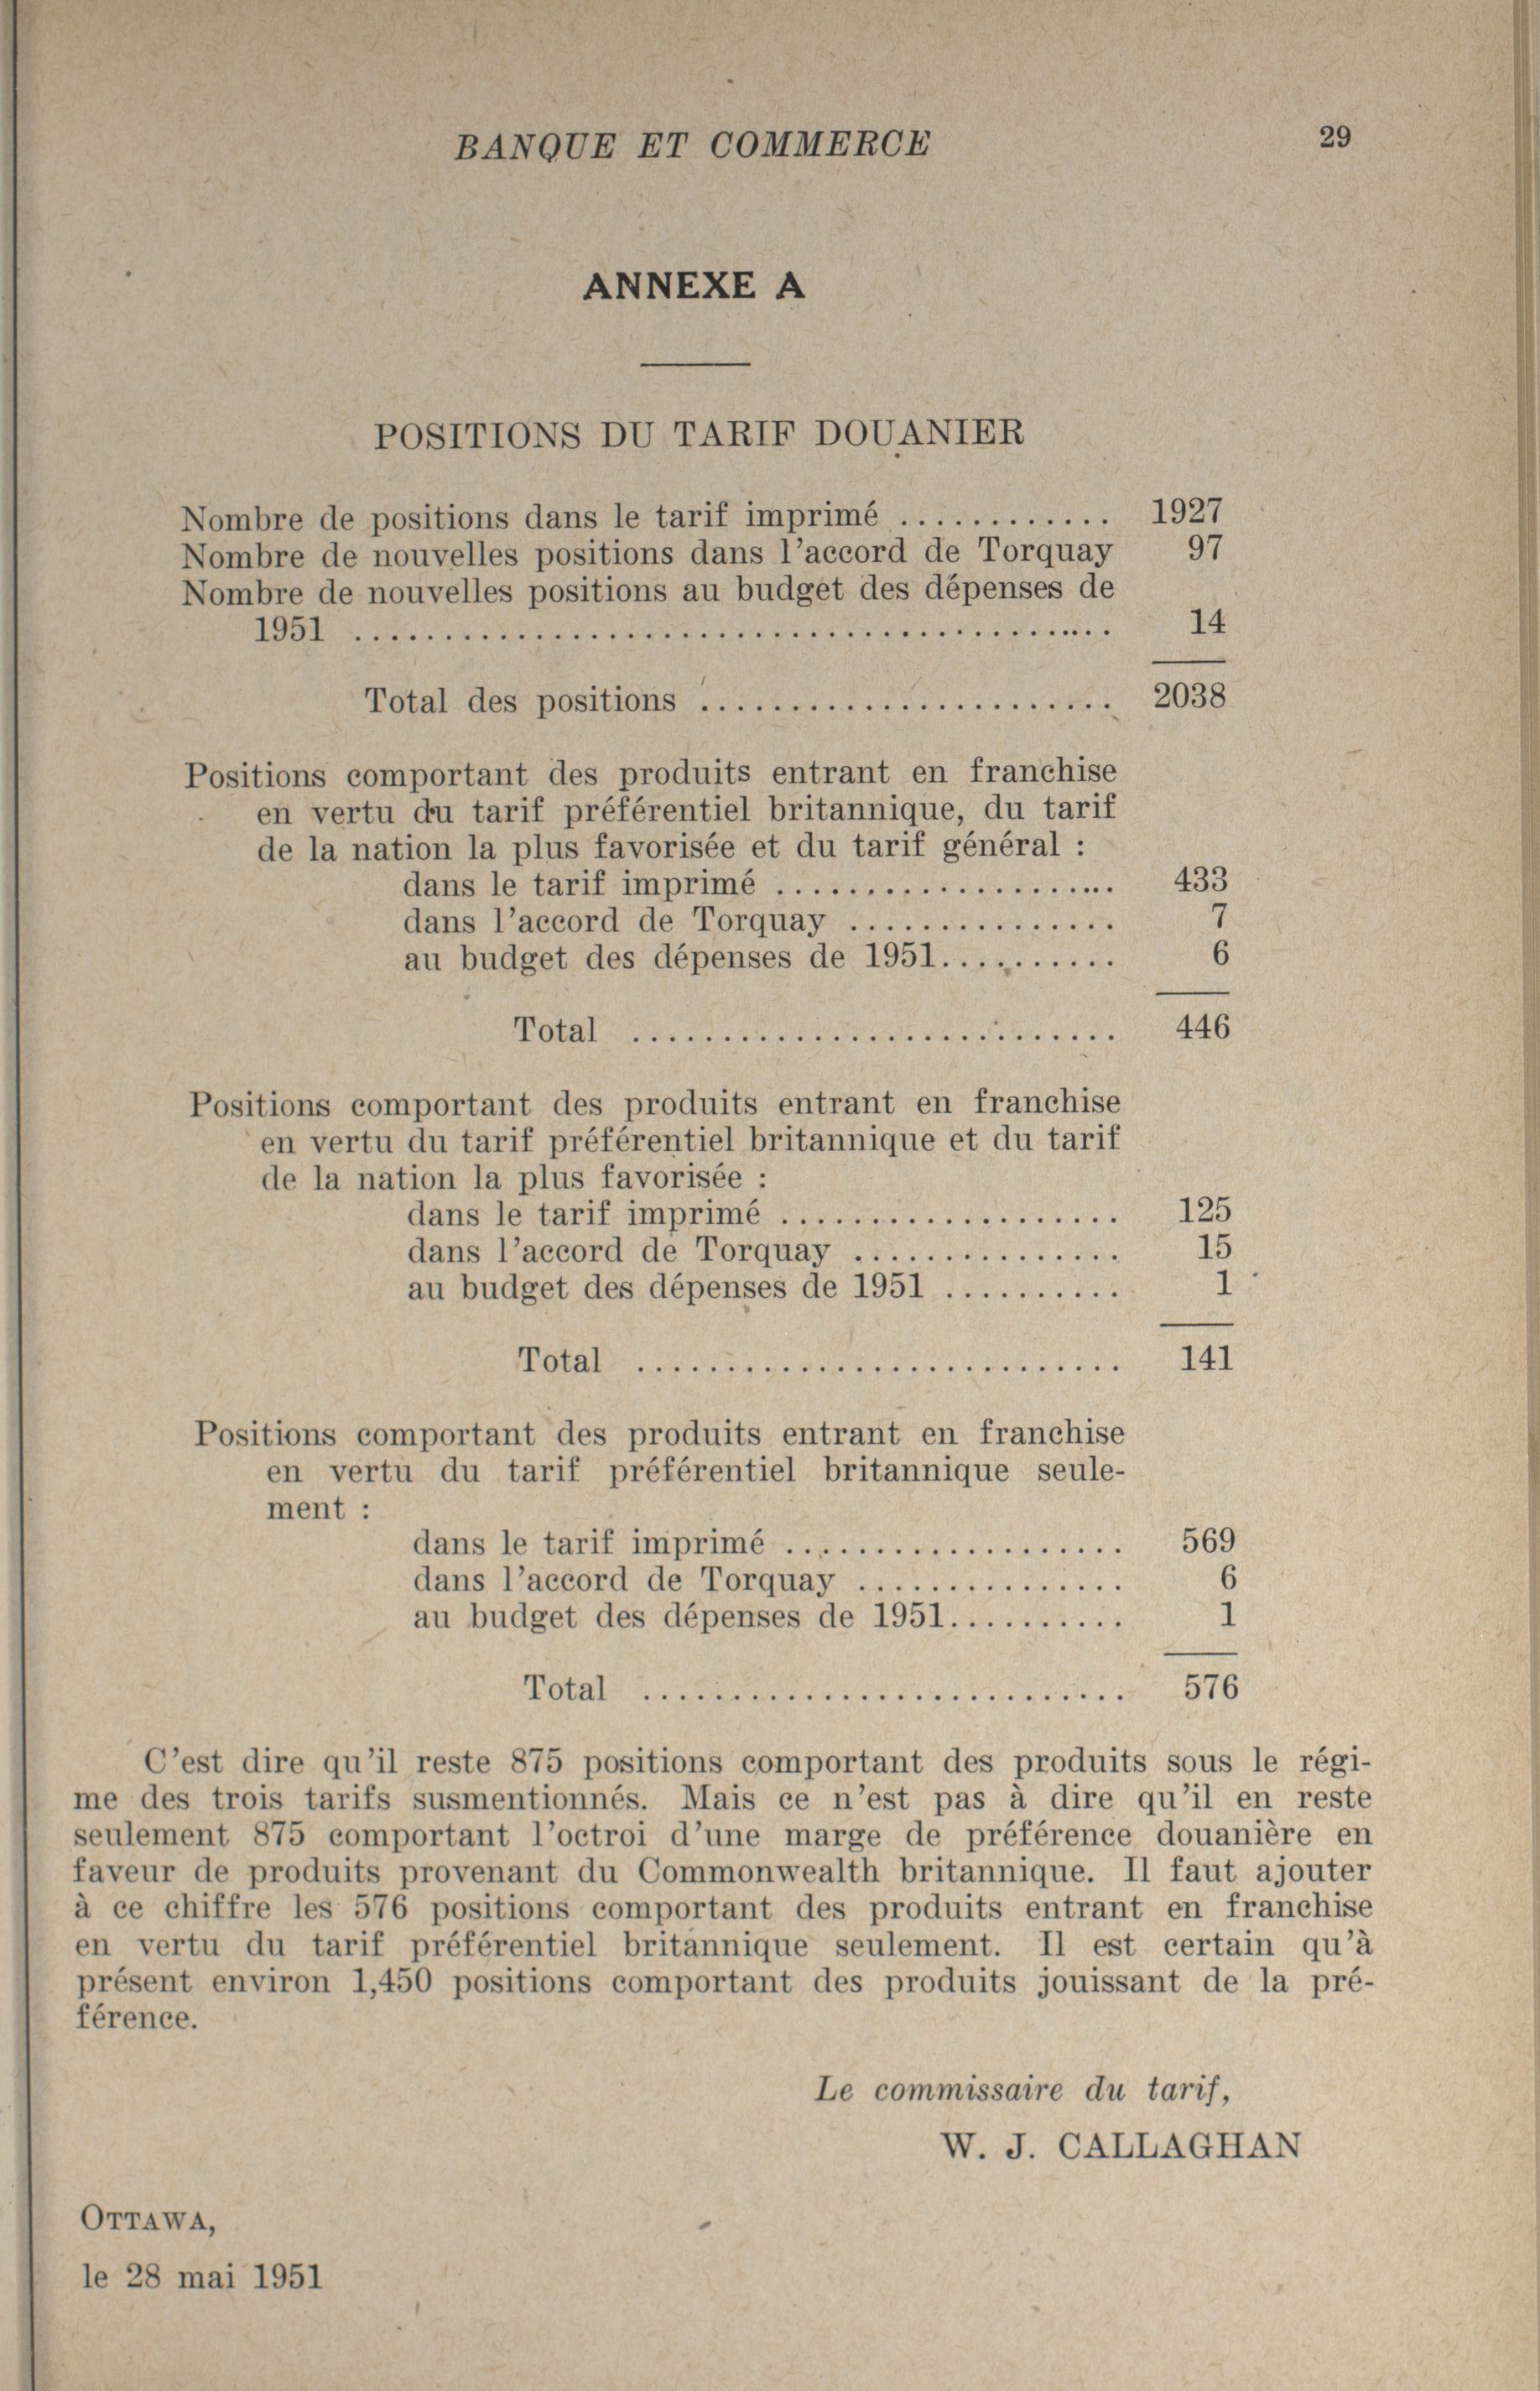 BANQUE ET COMMERCE 29
ANNEXE A
POSITIONS DU TARIF DOUANIER
Nombre de positions dans le tarif imprimé ............ 1927
Nombre de nouvelles positions dans l'accord de Torquay 97
Nombre de nouvelles positions au budget des dépenses de
1951 .......................................... 14
Total des positions ....................... 2038
Positions comportant des produits entrant en franchise
en vertu du tarif préférentiel britannique, du tarif
de la nation la plus favorisée et du tarif général :
dans le tarif imprimé ................... 433
dans l'accord de Torquay ............... 7
au budget des dépenses de 1951.......... 6
Total ........................... 446
Positions comportant des produits entrant en franchise
en vertu du tarif préférentiel britannique et du tarif
de la nation la plus favorisée :
dans le tarif imprimé ................... 125
dans l'accord de Torquay ............... 15
au budget des dépenses de 1951 .......... 1
Total ........................... 141
Positions comportant des produits entrant en franchise
en vertu du tarif préférentiel britannique seule-
ment :
dans le tarif imprimé ................... 569
dans l'accord de Torquay ............... 6
au budget des dépenses de 1951.......... 1
Total ........................... 576
C'est dire qu'il reste 875 positions comportant des produits sous le régi-
me des trois tarifs susmentionnés. Mais ce n'est pas à dire qu'il en reste
seulement 875 comportant l'octroi d'une marge de préférence douanière en
faveur de produits provenant du Commonwealth britannique. Il faut ajouter
à ce chiffre les 576 positions comportant des produits entrant en franchise
en vertu du tarif préférentiel britannique seulement. Il est certain qu'à
présent environ 1,450 positions comportant des produits jouissant de la pré-
férence.
Le commissaire du tarif,
W. J. CALLAGHAN
OTTAWA,
le 28 mai 1951